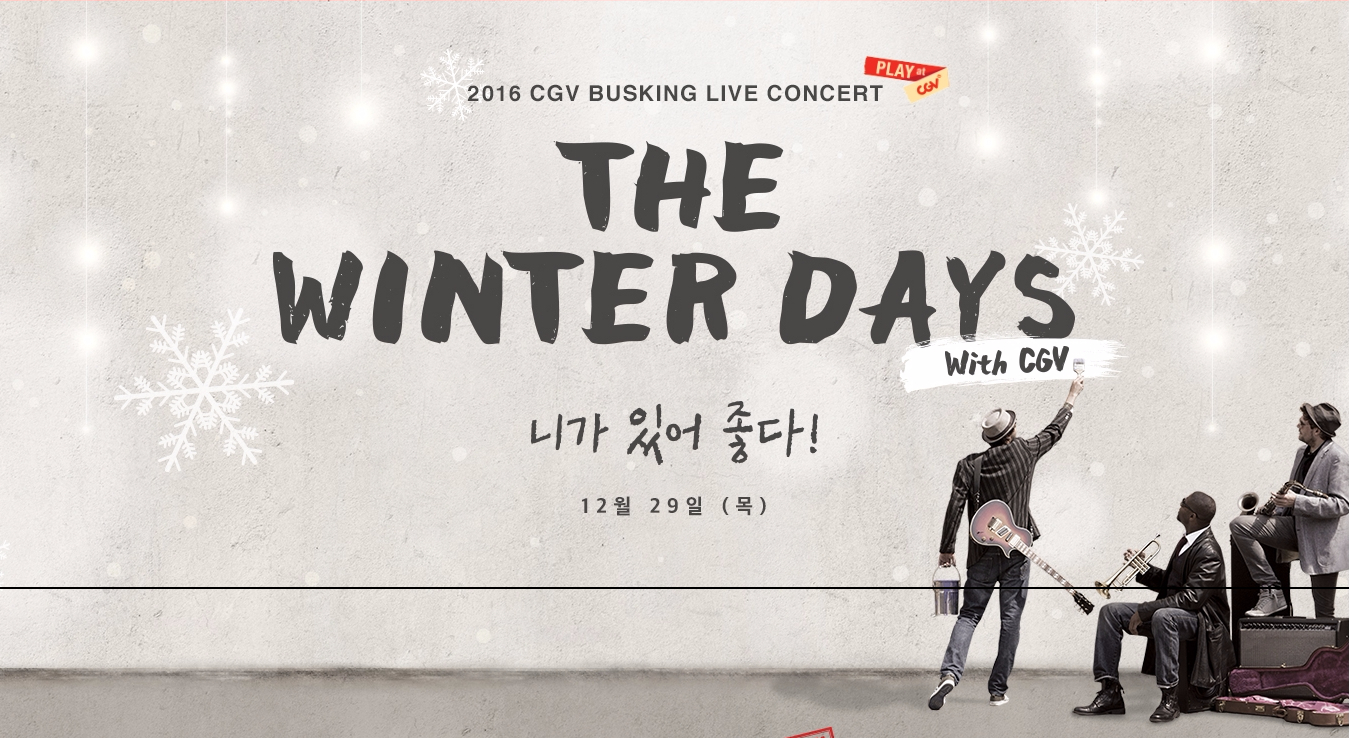 PLAY at
CGV
2016 CGV BUSKING LIVE CONCERT
THE
WINTER DAYS
With CGV
니가 있어 좋다!
12월 29일 (목)